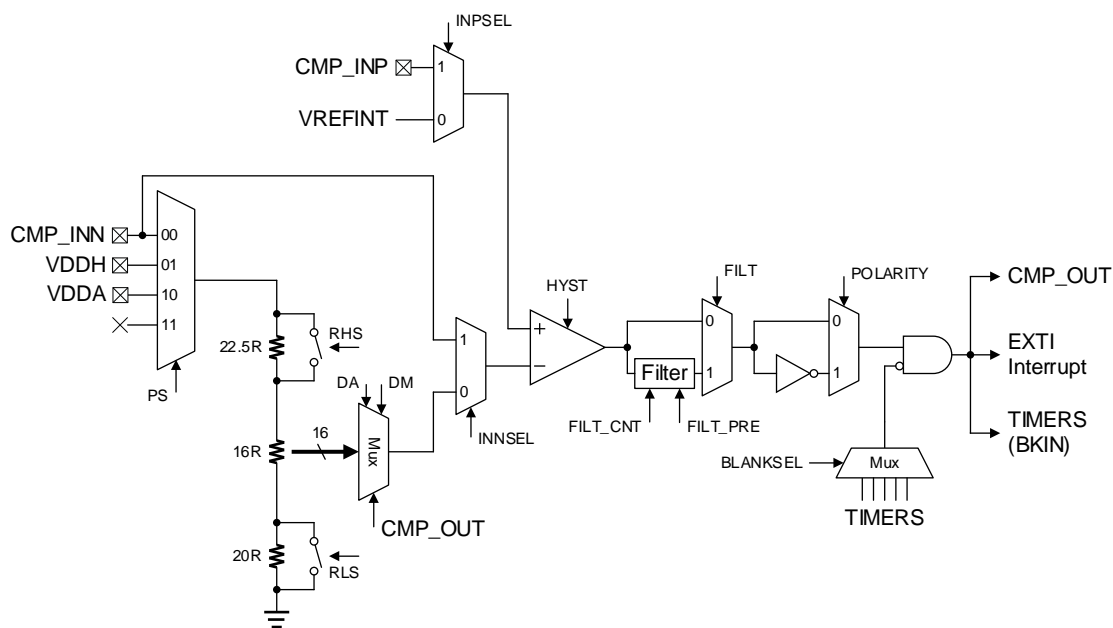 INPSEL
CMP_INP
1
VREFINT
0
CMP_INN
00
VDDH
01
VDDA
10
11
PS
22.5R
RHS
16R
16
DA
DM
Mux
CMP_OUT
20R
RLS
1
0
INNSEL
HYST
+
−
FILT
0
1
Filter
FILT_CNT
FILT_PRE
POLARITY
0
1
BLANKSEL
Mux
TIMERS
CMP_OUT
EXTI
Interrupt
TIMERS
(BKIN)